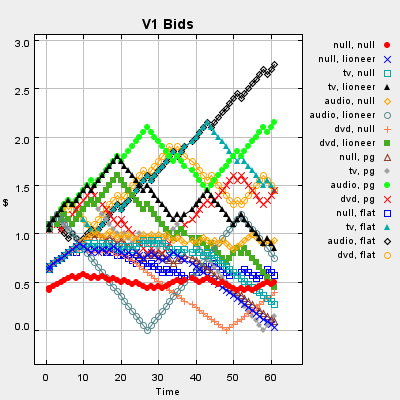 V1 Bids
3.0
2.5
2.0
1.5
1.0
0.5
0.0
$
0 10 20 30 40 50 60
Time
null, null
null, lioneer
tv, null
tv, lioneer
audio, null
audio, lioneer
dvd, null
dvd, lioneer
null, pg
tv, pg
audio, pg
dvd, pg
null, flat
tv, flat
audio, flat
dvd, flat